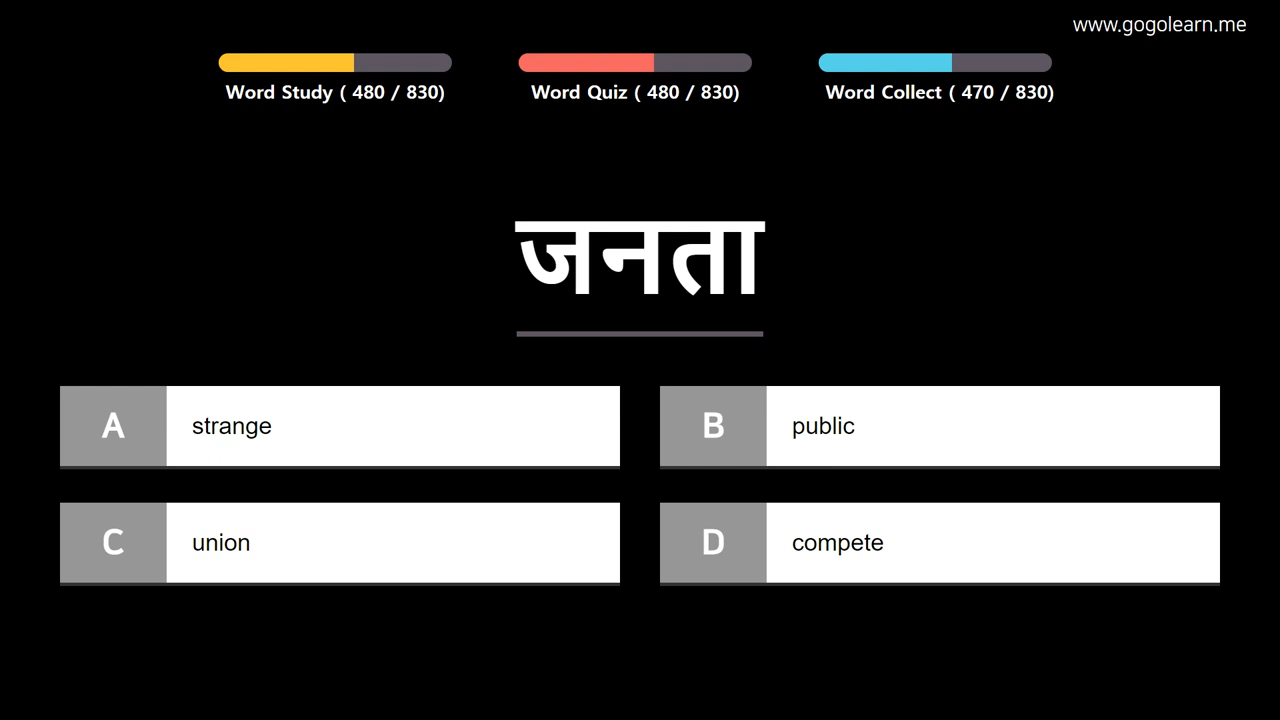 www.gogolearn.me
Word Study ( 480 / 830)
Word Quiz ( 480 / 830)
Word Collect ( 470 / 830)
जनता
A strange
B public
C union
D compete